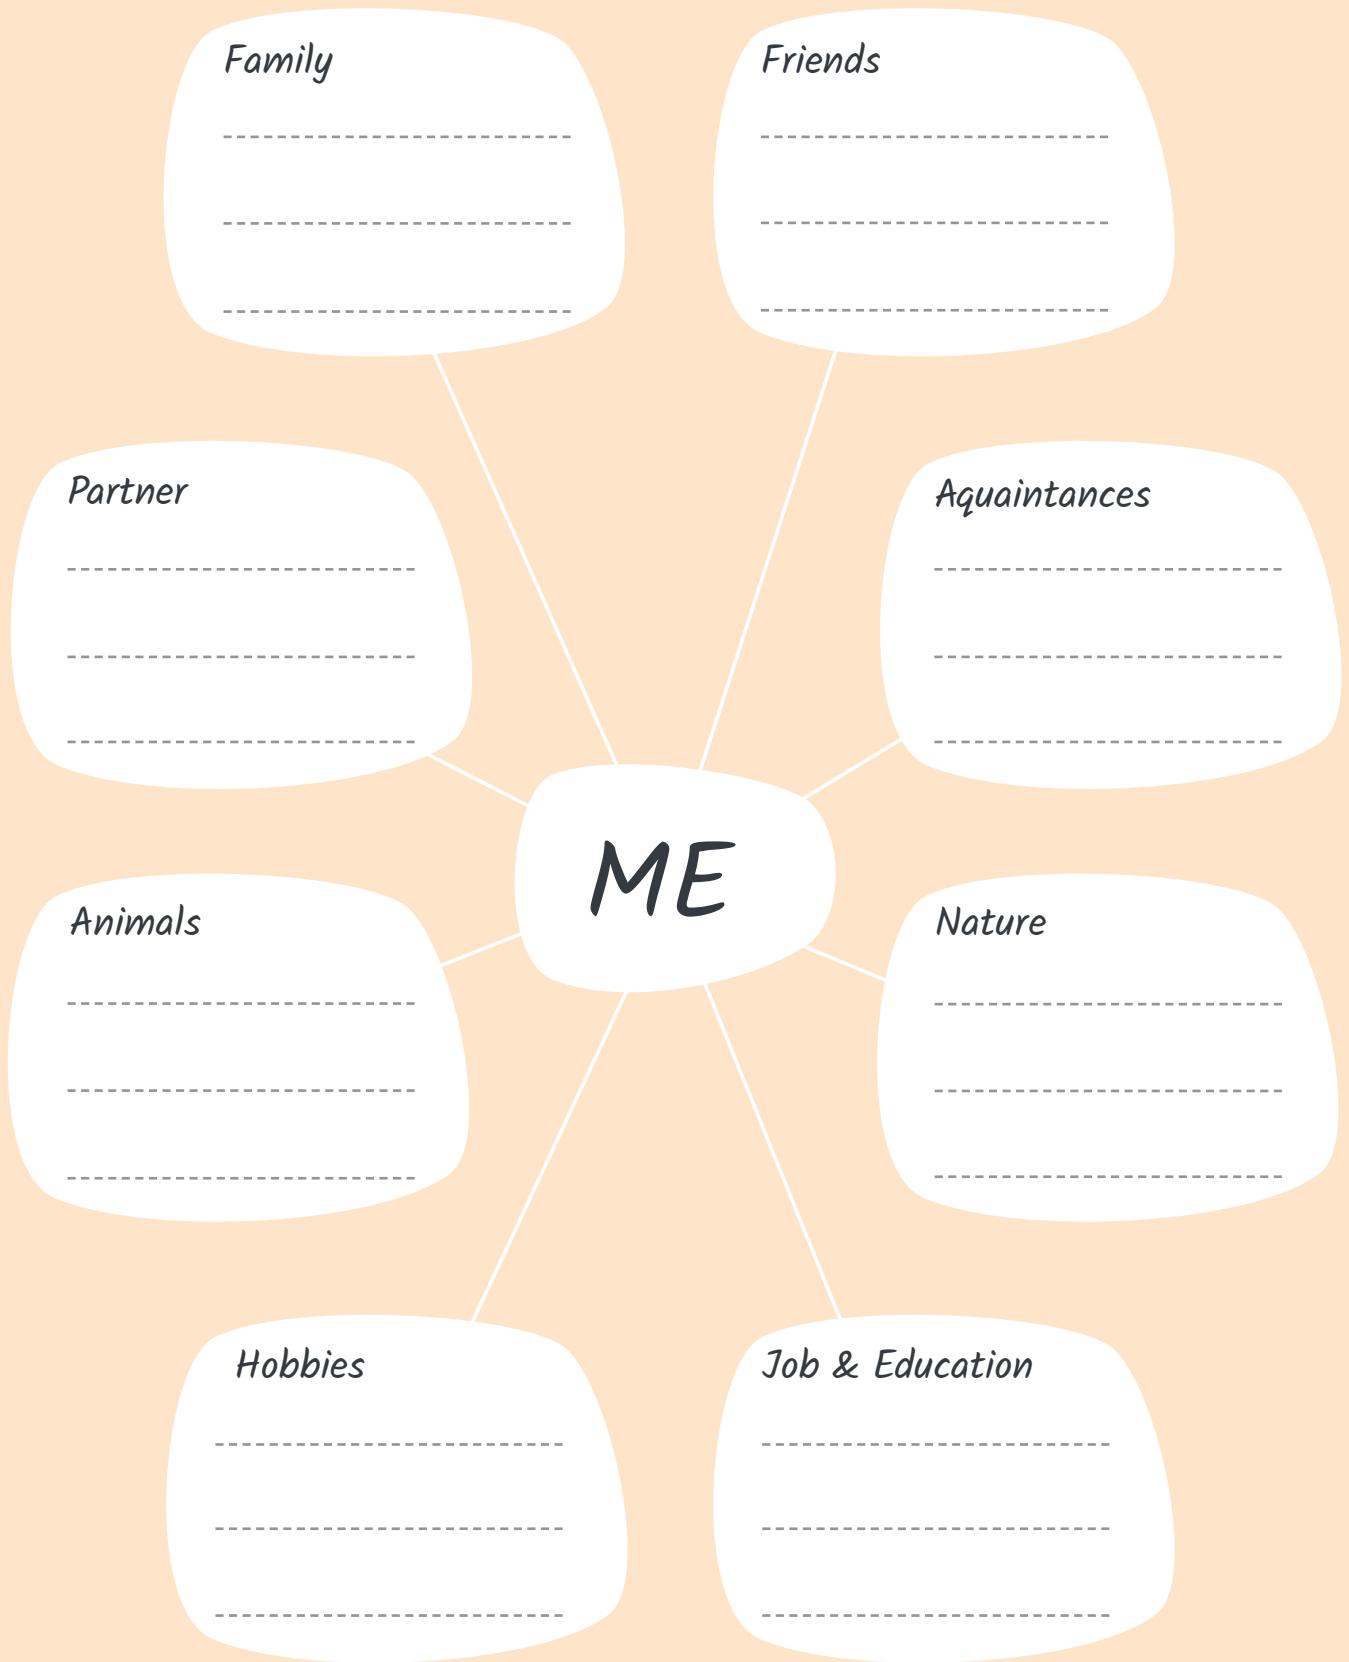 Family
Friends
Partner
Aquaintances
ME
Animals
Nature
Hobbies
Job & Education